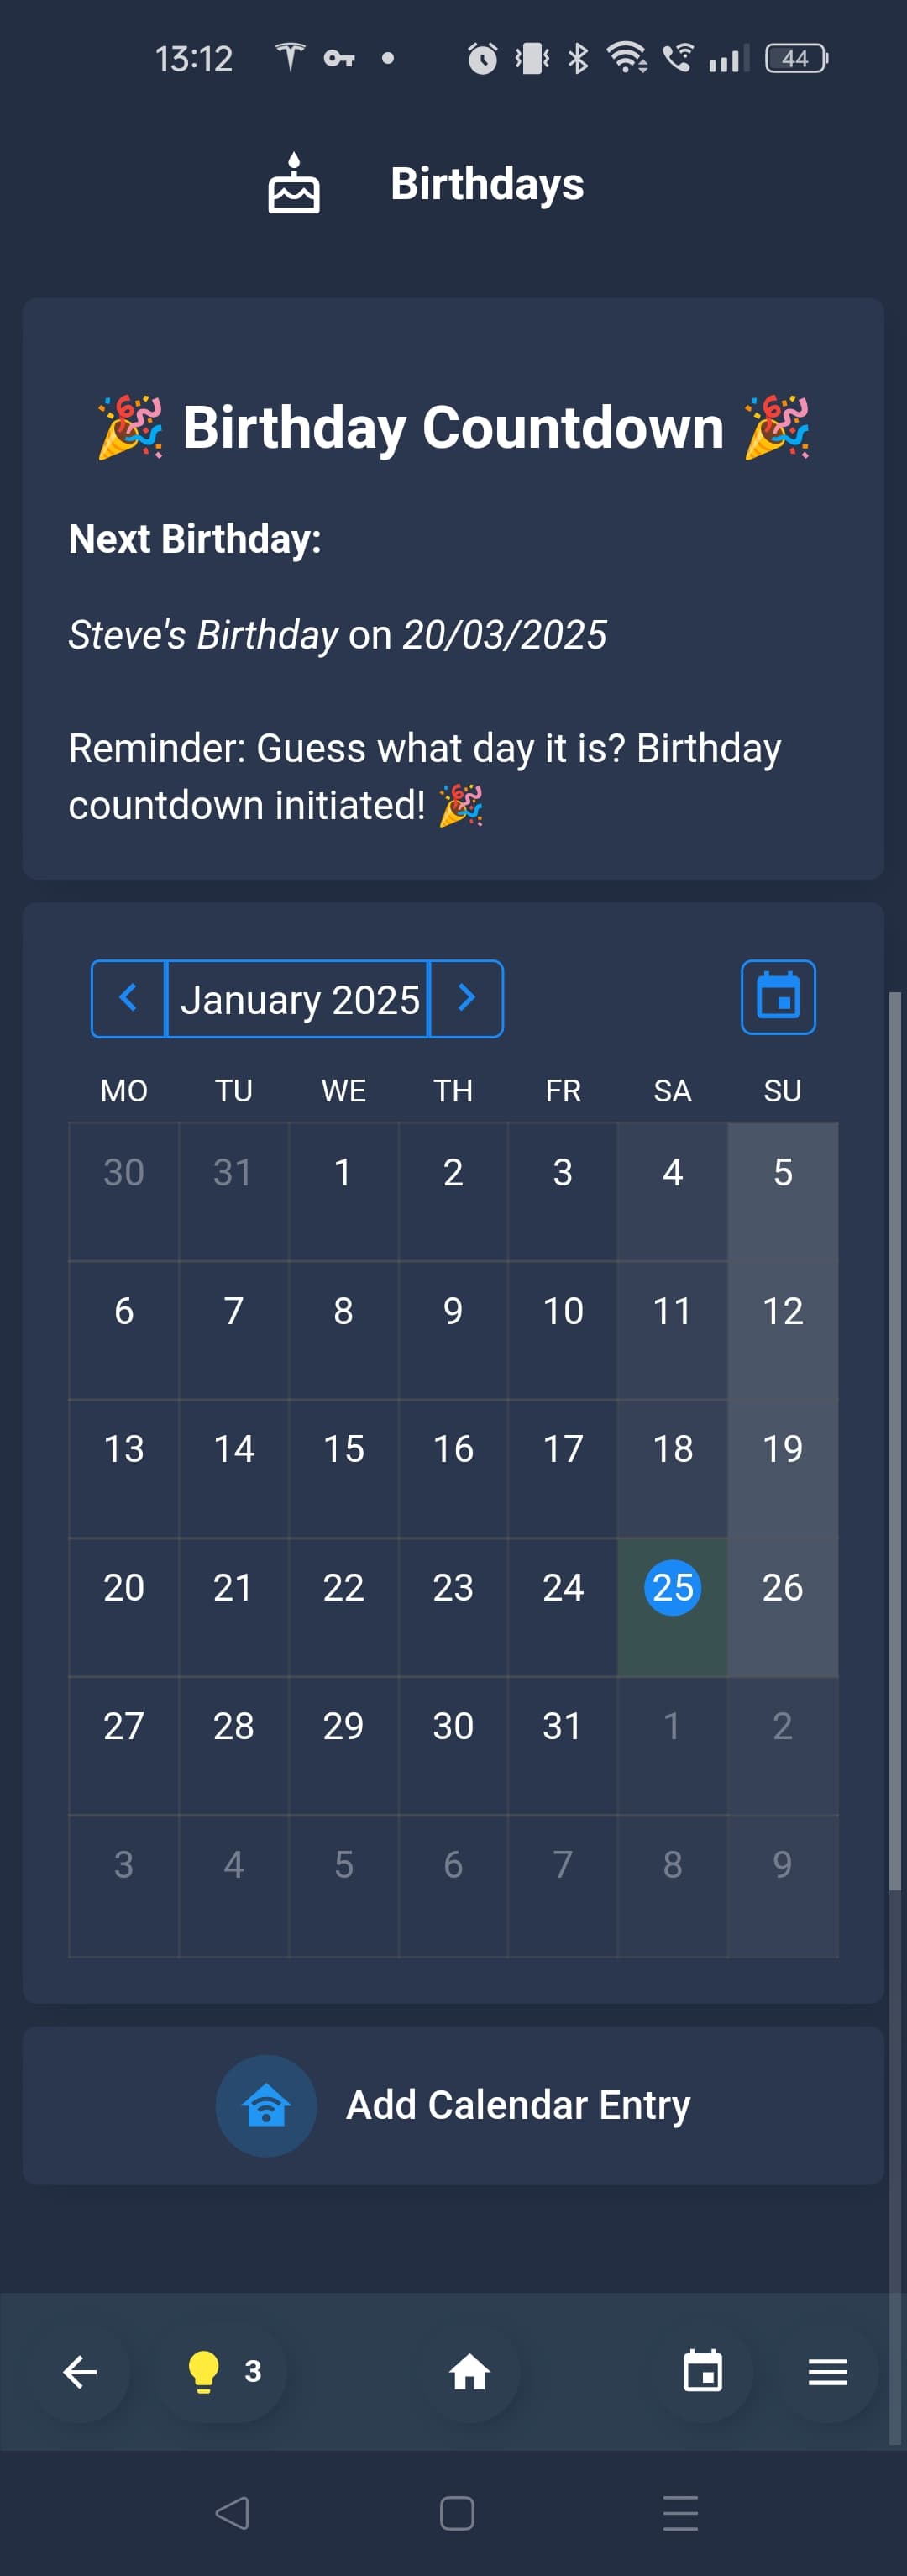 13:12 44
Birthdays
🎉 Birthday Countdown 🎉
Next Birthday:
Steve's Birthday on 20/03/2025
Reminder: Guess what day it is? Birthday
countdown initiated! 🎉
January 2025
MO TU WE TH FR SA SU
30 31 1 2 3 4 5
6 7 8 9 10 11 12
13 14 15 16 17 18 19
20 21 22 23 24 25 26
27 28 29 30 31 1 2
3 4 5 6 7 8 9
Add Calendar Entry
3